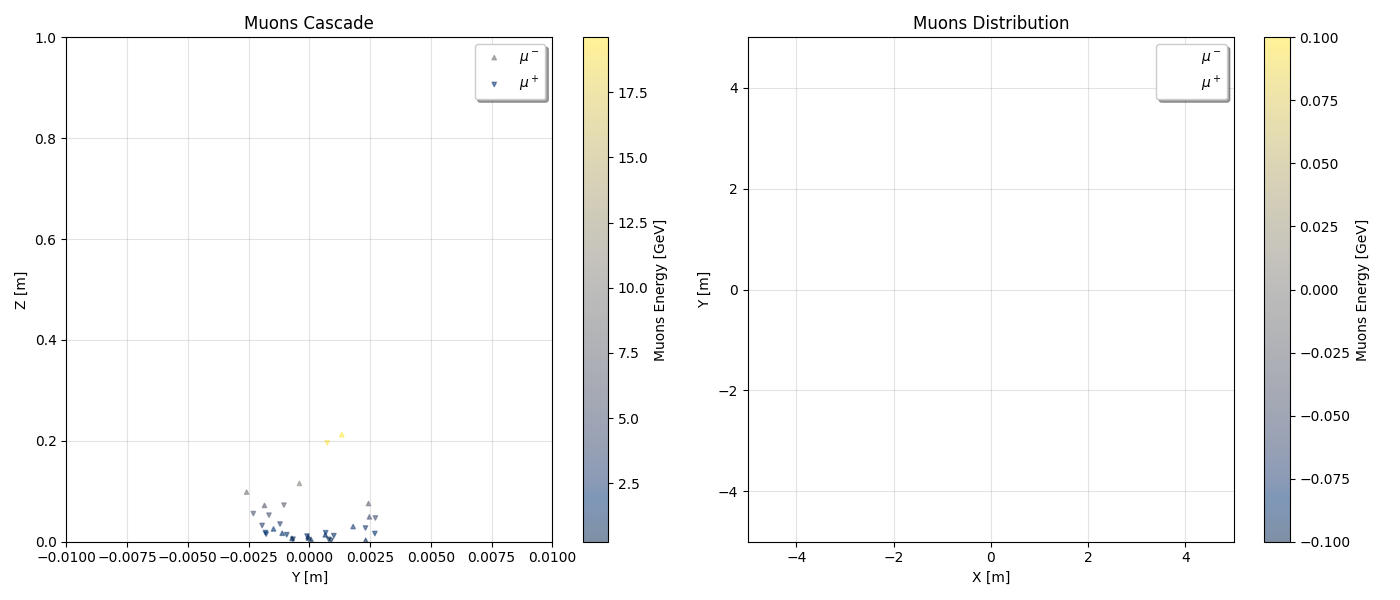 Muons Cascade
μ⁻
μ⁺
1.0
0.8
0.6
0.4
0.2
0.0
Z [m]
−0.0100 −0.0075 −0.0050 −0.0025 0.0000 0.0025 0.0050 0.0075 0.0100
Y [m]
17.5
15.0
12.5
10.0
7.5
5.0
2.5
Muons Energy [GeV]
Muons Distribution
μ⁻
μ⁺
4
2
0
−2
−4
Y [m]
−4 −2 0 2 4
X [m]
0.100
0.075
0.050
0.025
0.000
−0.025
−0.050
−0.075
−0.100
Muons Energy [GeV]